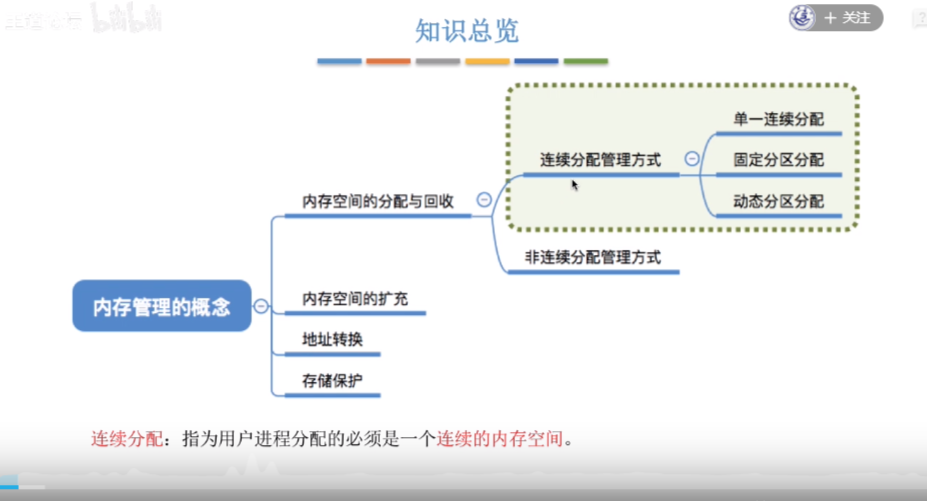 知识总览
+ 关注
单一连续分配
连续分配管理方式
固定分区分配
内存空间的分配与回收
动态分区分配
非连续分配管理方式
内存管理的概念
内存空间的扩充
地址转换
存储保护
连续分配：指为用户进程分配的必须是一个连续的内存空间。